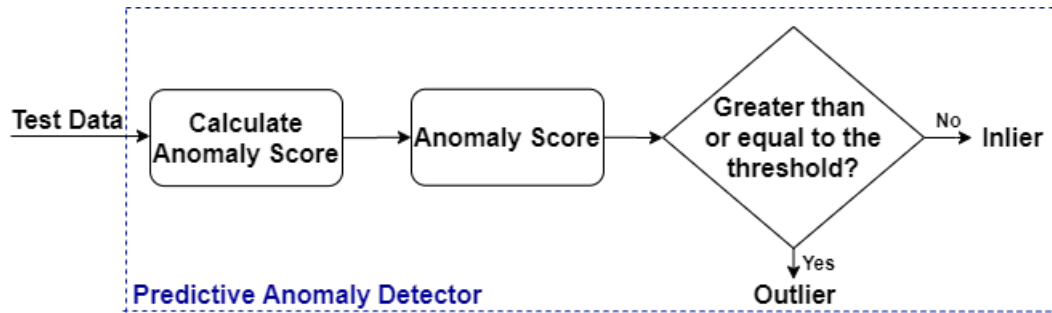 Test Data
Calculate
Anomaly Score
Anomaly Score
Greater than
or equal to the
threshold?
No
Inlier
Yes
Outlier
Predictive Anomaly Detector